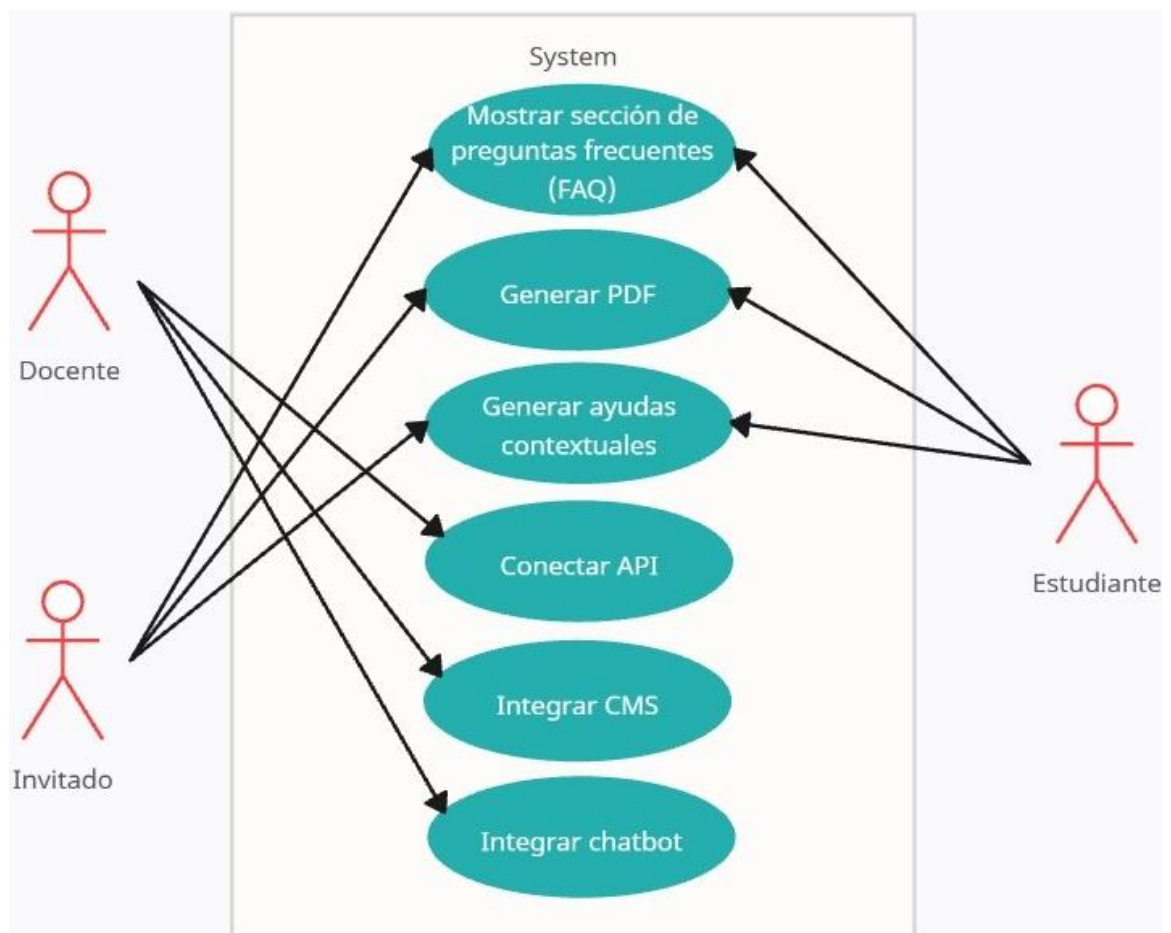 System
Mostrar sección de
preguntas frecuentes
(FAQ)
Generar PDF
Docente
Generar ayudas
contextuales
Conectar API
Estudiante
Integrar CMS
Invitado
Integrar chatbot